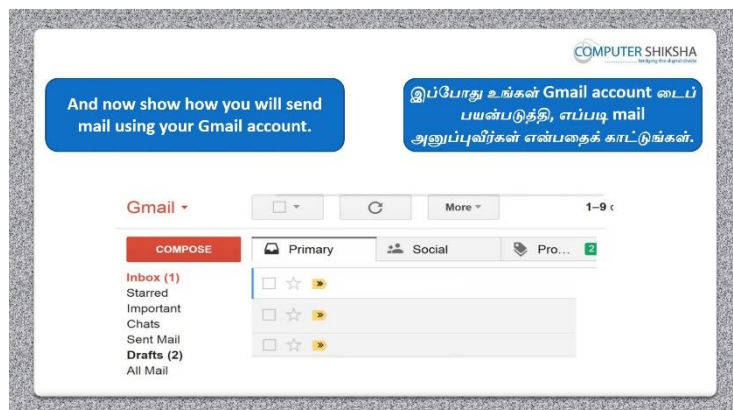 COMPUTER SHIKSHA
bridging the digital divide
And now show how you will send
mail using your Gmail account.
இப்போது உங்கள் Gmail account டைப்
பயன்படுத்தி, எப்படி mail
அனுப்புவீர்கள் என்பதைக் காட்டுங்கள்.
Gmail
More
1–9
COMPOSE
Primary
Social
Pro...
2
Inbox (1)
Starred
Important
Chats
Sent Mail
Drafts (2)
All Mail